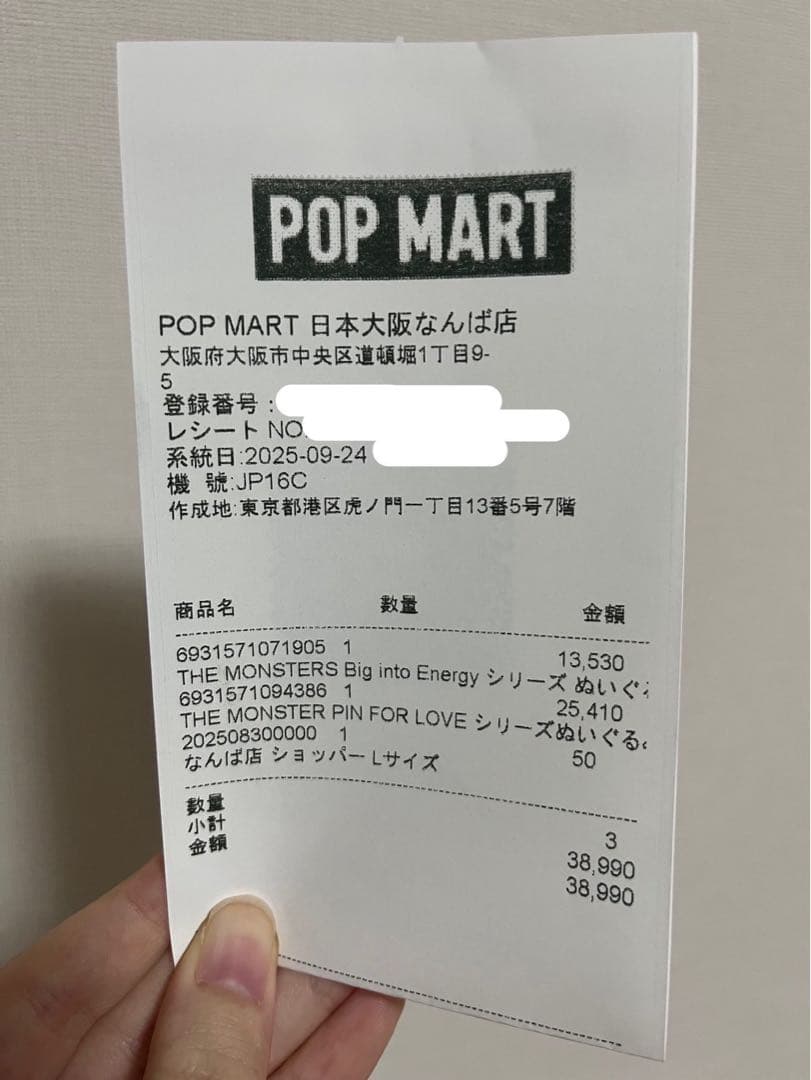 POP MART
POP MART 日本大阪なんば店
大阪府大阪市中央区道頓堀1丁目9-
5
登録番号:
レシート NO:
系統日:2025-09-24
機 號:JP16C
作成地:東京都港区虎ノ門一丁目13番5号7階
商品名 数量 金額
6931571071905 1 13,530
THE MONSTERS Big into Energy シリーズ ぬいぐ
6931571094386 1 25,410
THE MONSTER PIN FOR LOVE シリーズぬいぐる
202508300000 1 50
なんば店 ショッパー Lサイズ
数量 3
小計 38,990
金額 38,990